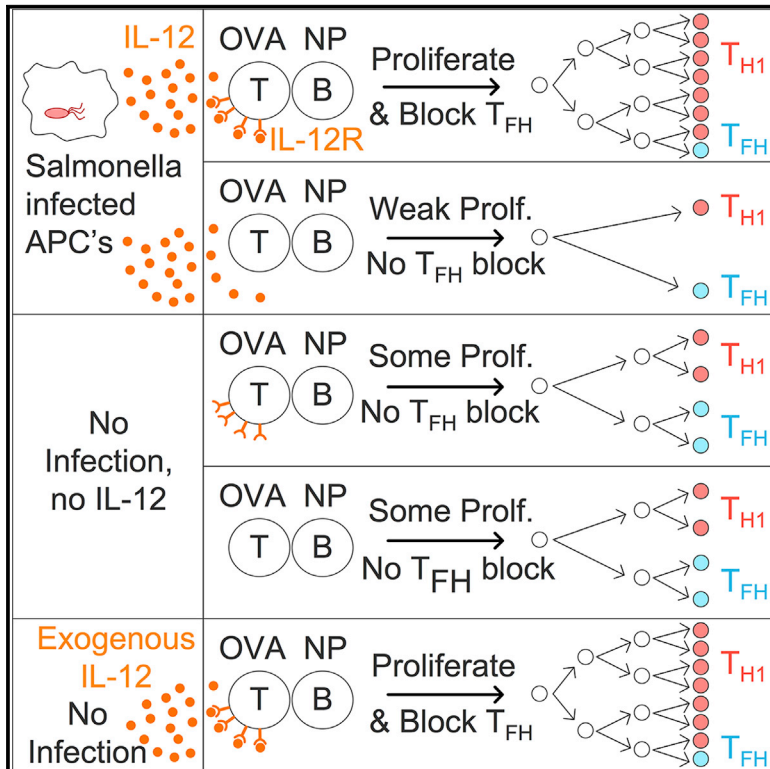 IL-12
Salmonella
infected
APC's
OVA NP
T B
IL-12R
Proliferate
& Block TFH
TH1
TFH
OVA NP
T B
Weak Prolf.
No TFH block
TH1
TFH
No
Infection,
no IL-12
OVA NP
T B
Some Prolf.
No TFH block
TH1
TFH
OVA NP
T B
Some Prolf.
No TFH block
TH1
TFH
Exogenous
IL-12
No
Infection
OVA NP
T B
Proliferate
& Block TFH
TH1
TFH